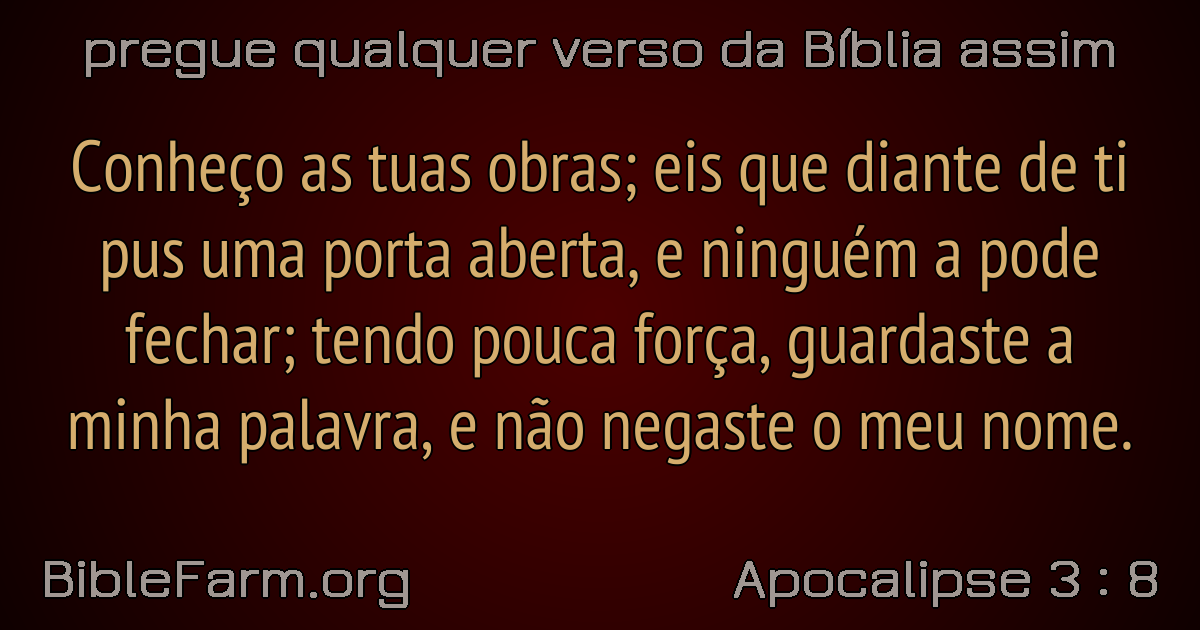 pregue qualquer verso da Bíblia assim
Conheço as tuas obras; eis que diante de ti
pus uma porta aberta, e ninguém a pode
fechar; tendo pouca força, guardaste a
minha palavra, e não negaste o meu nome.
BibleFarm.org
Apocalipse 3 : 8